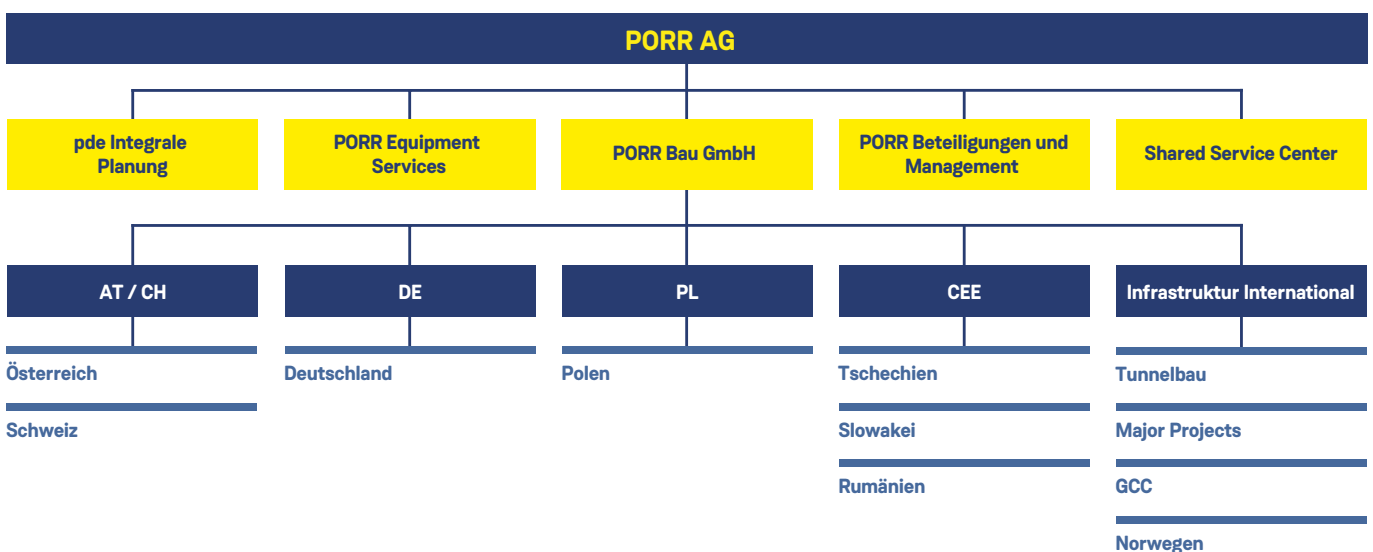 PORR AG
pde Integrale
Planung
PORR Equipment
Services
PORR Bau GmbH
PORR Beteiligungen und
Management
Shared Service Center
AT / CH
DE
PL
CEE
Infrastruktur International
Österreich
Deutschland
Polen
Tschechien
Tunnelbau
Schweiz
Slowakei
Major Projects
Rumänien
GCC
Norwegen